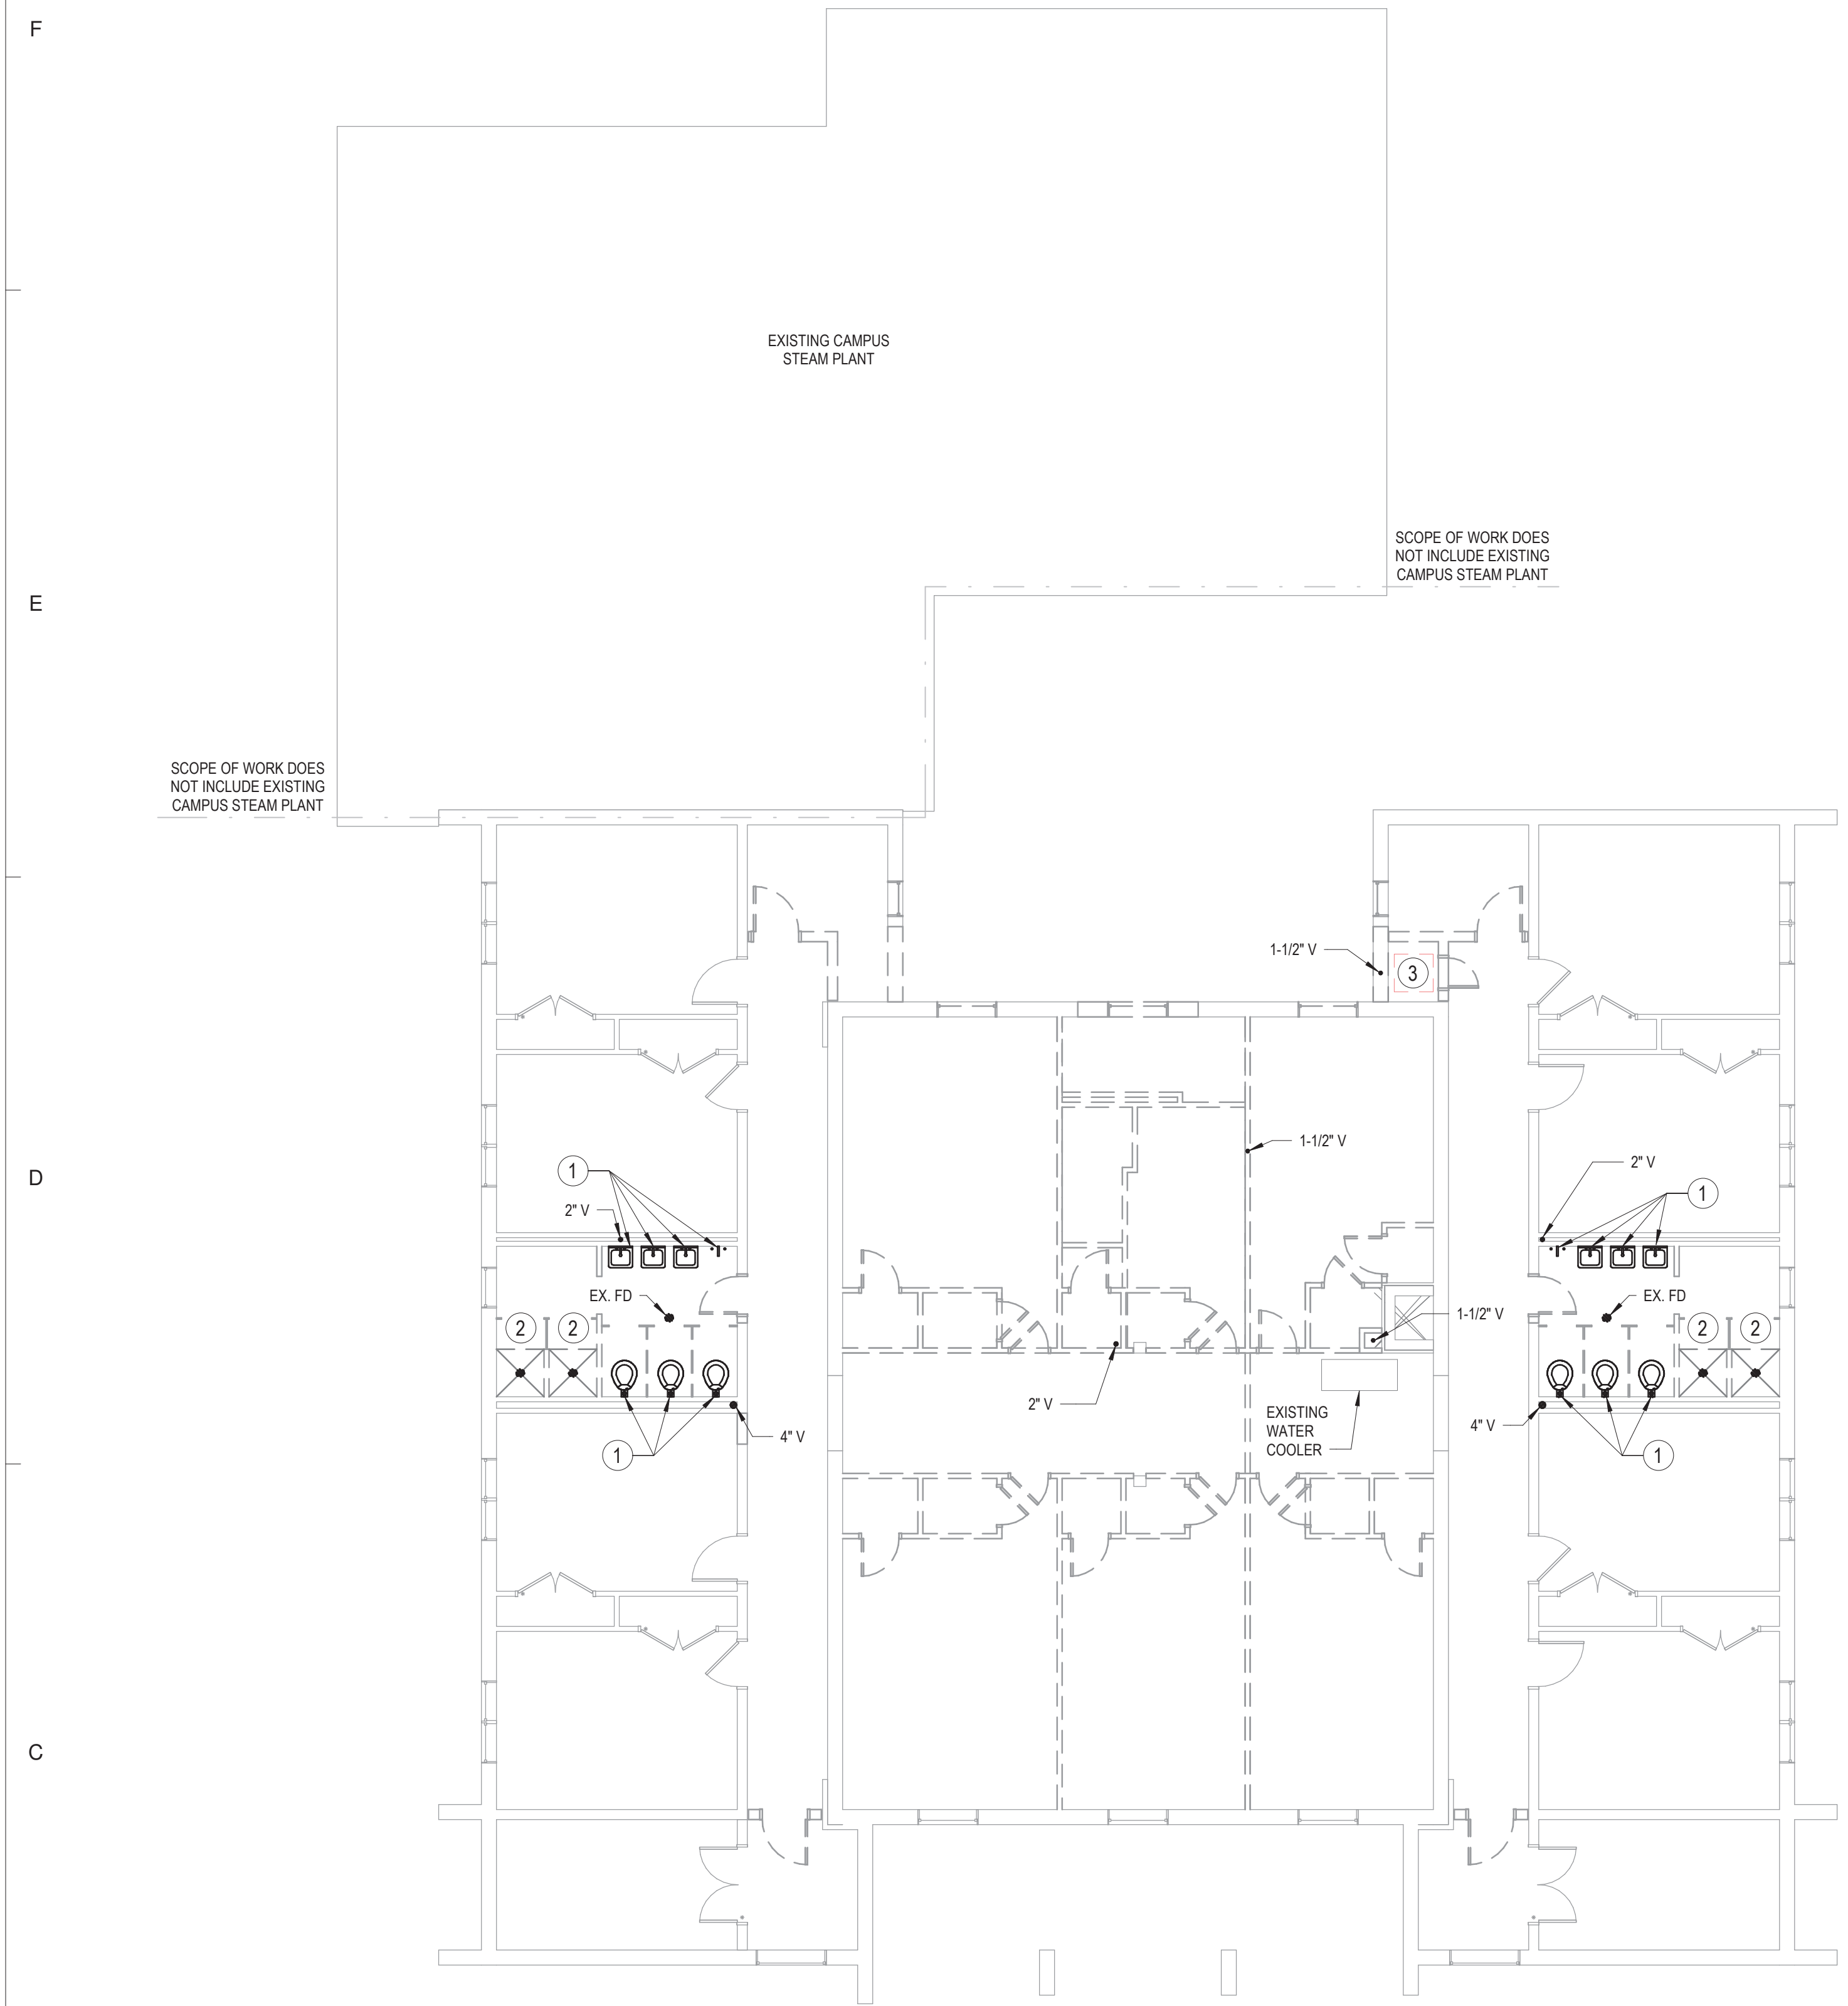 F
EXISTING CAMPUS
STEAM PLANT
SCOPE OF WORK DOES
NOT INCLUDE EXISTING
CAMPUS STEAM PLANT
E
SCOPE OF WORK DOES
NOT INCLUDE EXISTING
CAMPUS STEAM PLANT
1-1/2" V
3
1-1/2" V
D
1
2" V
2" V
1
EX. FD
2
2
EX. FD
2
2
1-1/2" V
2" V
EXISTING
WATER
COOLER
4" V
4" V
1
1
C